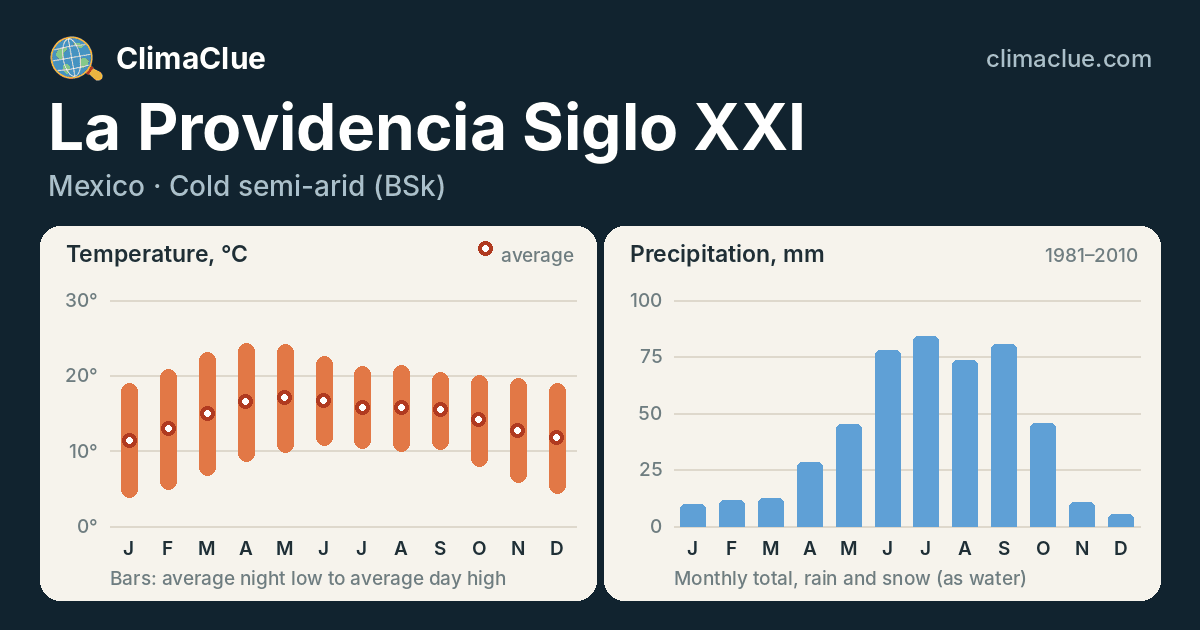 ClimaClue
climaclue.com
La Providencia Siglo XXI
Mexico · Cold semi-arid (BSk)
Temperature, °C
average
30°
20°
10°
0°
J F M A M J J A S O N D
Bars: average night low to average day high
Precipitation, mm
1981–2010
100
75
50
25
0
J F M A M J J A S O N D
Monthly total, rain and snow (as water)